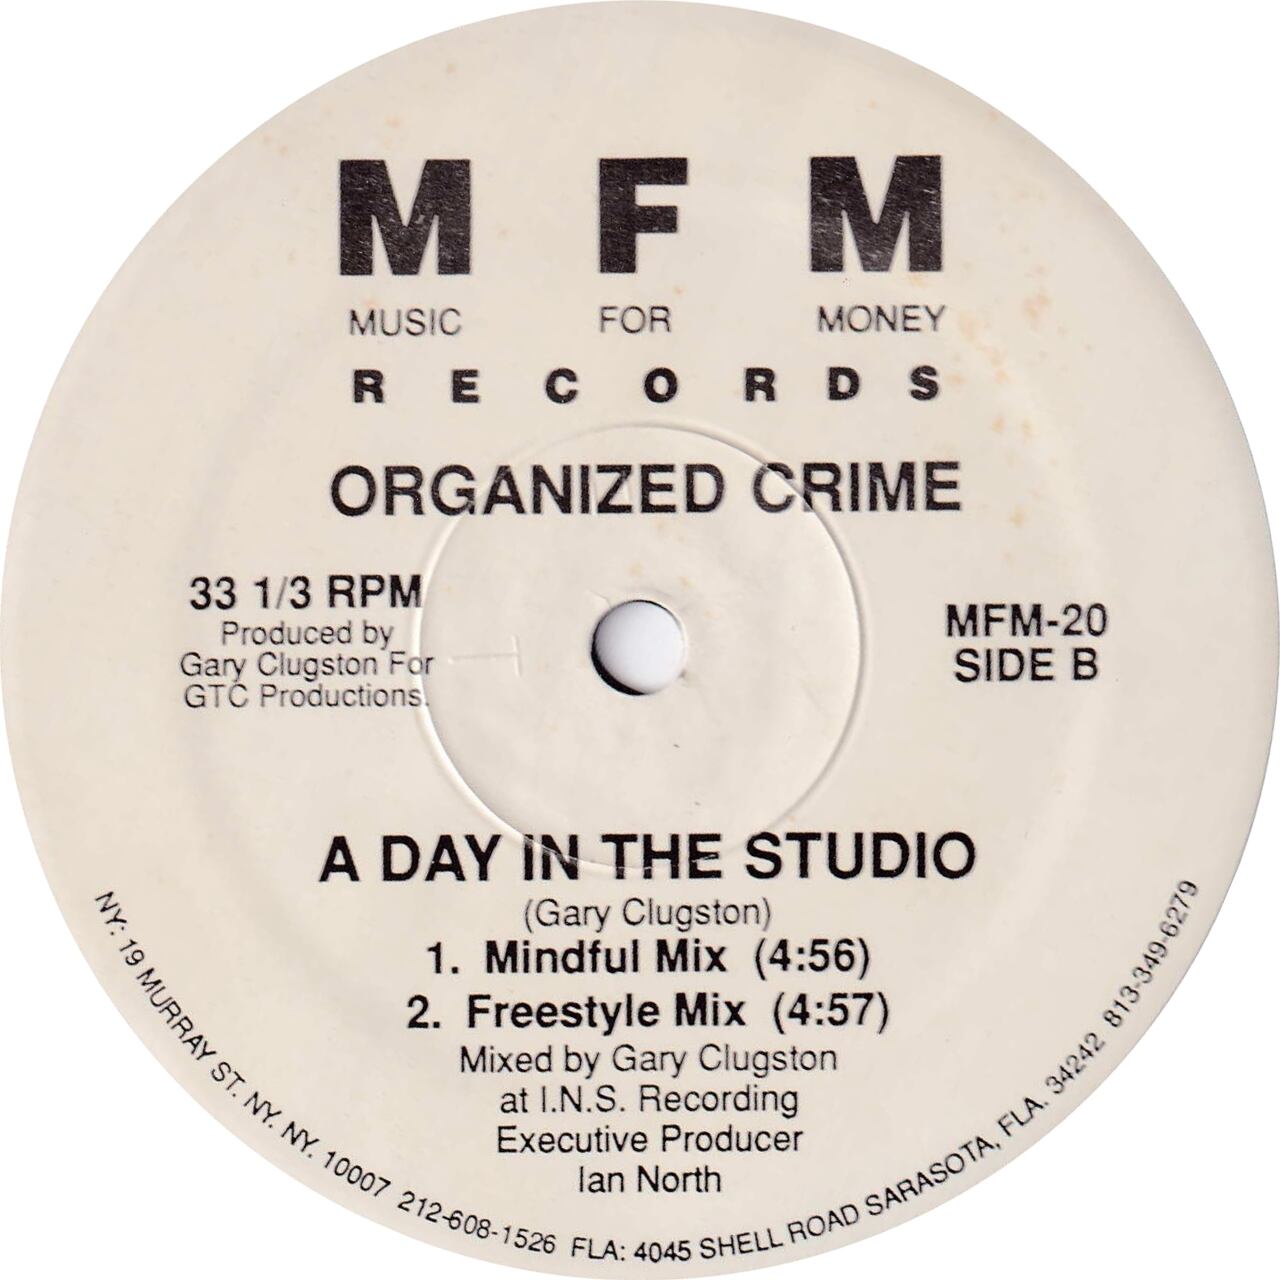 M F M
MUSIC FOR MONEY
RECORDS
ORGANIZED CRIME
33 1/3 RPM
Produced by
Gary Clugston For
GTC Productions.
MFM-20
SIDE B
A DAY IN THE STUDIO
(Gary Clugston)
1. Mindful Mix (4:56)
2. Freestyle Mix (4:57)
Mixed by Gary Clugston
at I.N.S. Recording
Executive Producer
Ian North
NY: 19 MURRAY ST. NY. NY. 10007 212-608-1526 FLA: 4045 SHELL ROAD SARASOTA, FLA. 34242 813-349-6279